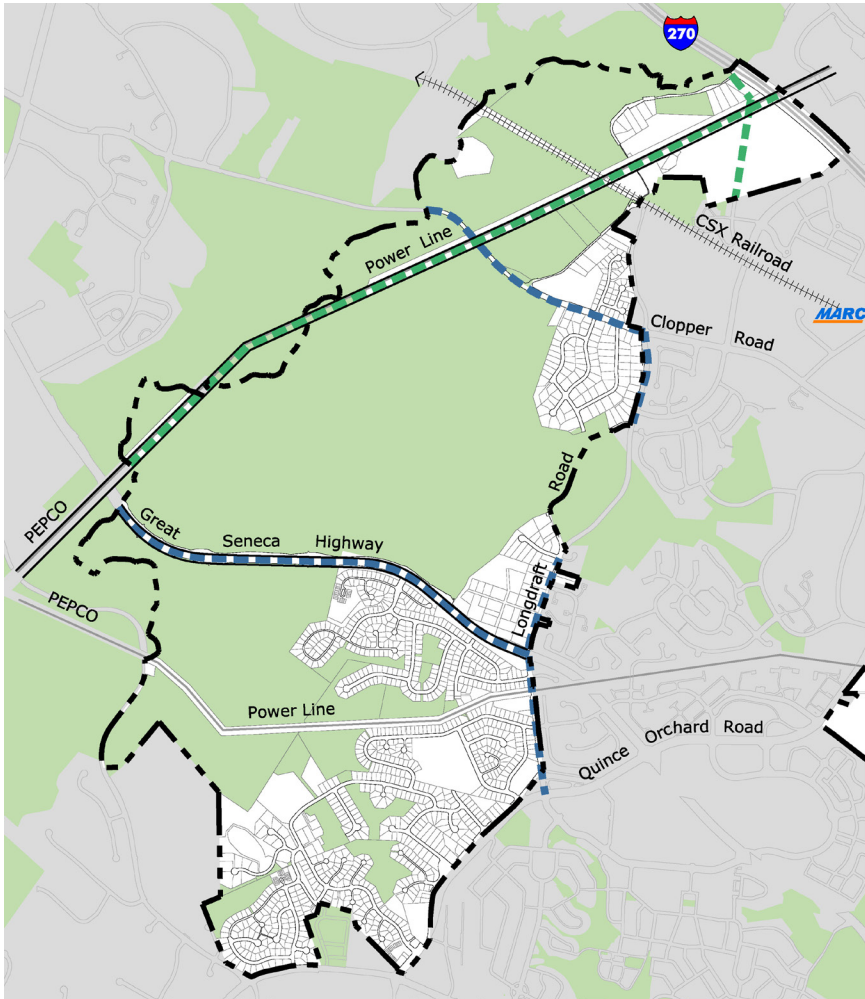 270
CSX Railroad
Power Line
MARC
Clopper Road
Road
PEPCO
Great Seneca Highway
Longdraft
PEPCO
Power Line
Quince Orchard Road